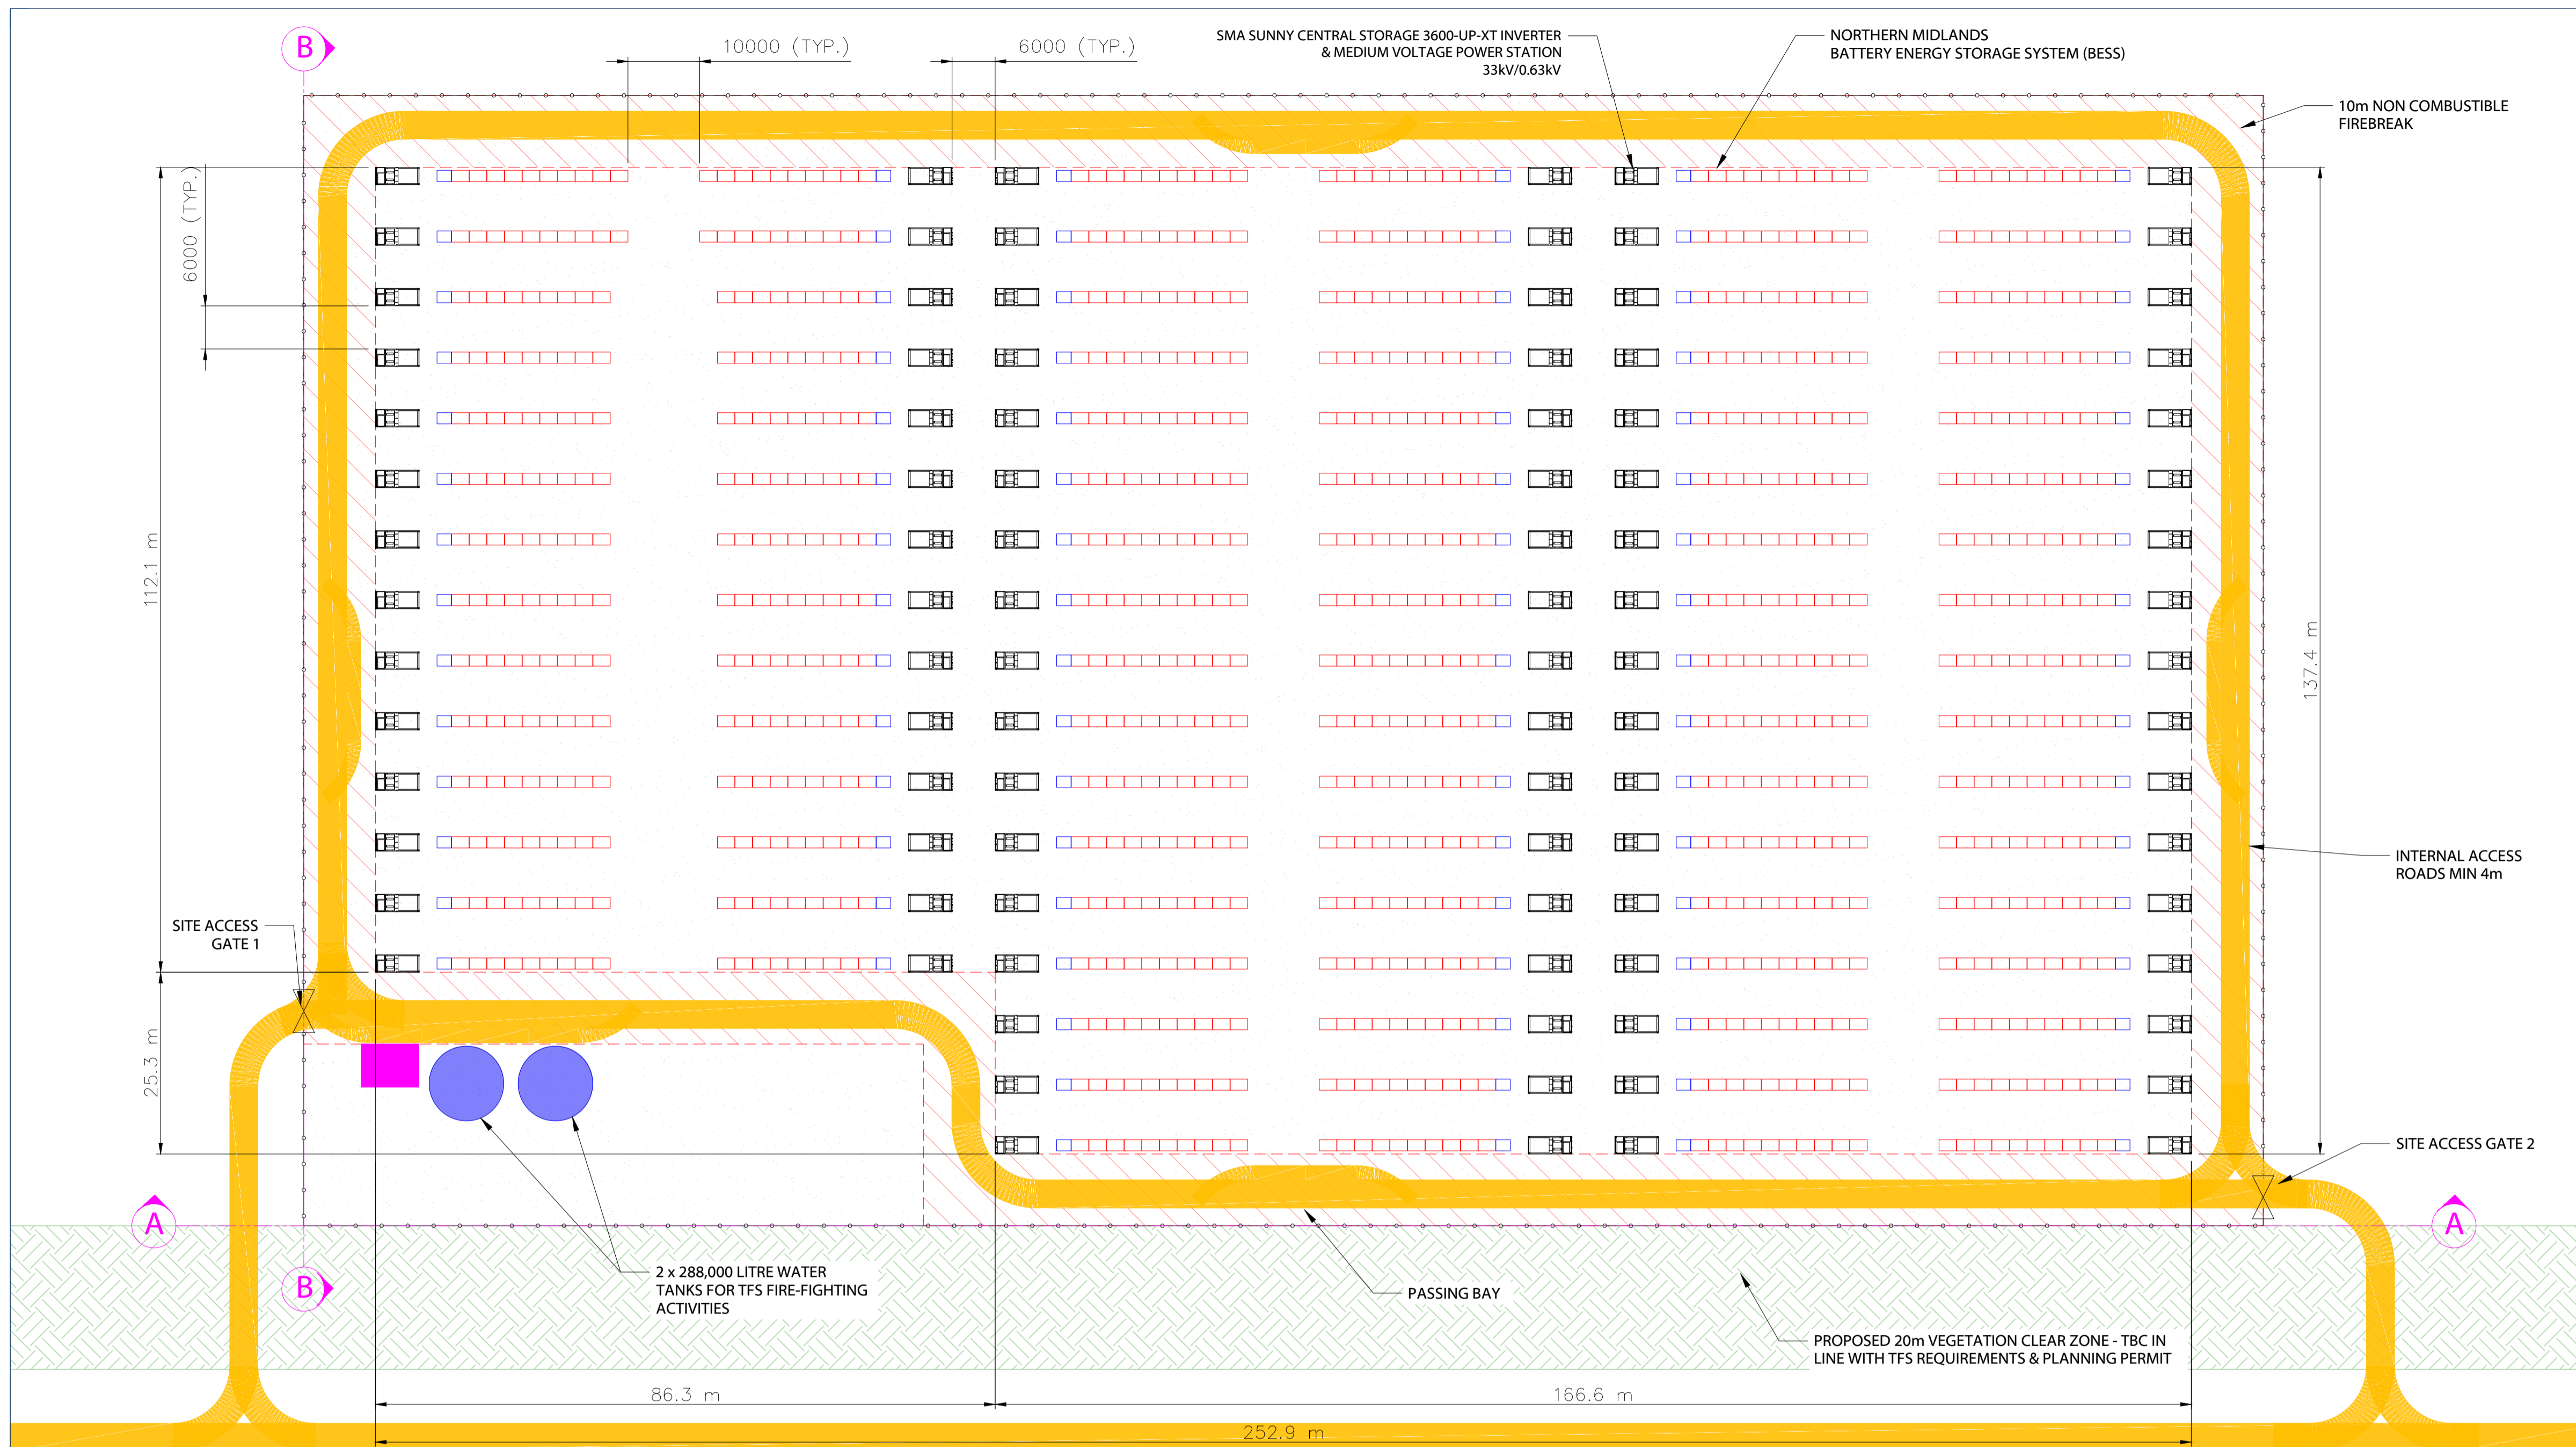 B
10000 (TYP.)
6000 (TYP.)
SMA SUNNY CENTRAL STORAGE 3600-UP-XT INVERTER
& MEDIUM VOLTAGE POWER STATION
33kV/0.63kV
NORTHERN MIDLANDS
BATTERY ENERGY STORAGE SYSTEM (BESS)
10m NON COMBUSTIBLE
FIREBREAK
6000 (TYP.)
112.1 m
137.4 m
INTERNAL ACCESS
ROADS MIN 4m
SITE ACCESS
GATE 1
25.3 m
SITE ACCESS GATE 2
A
A
B
2 x 288,000 LITRE WATER
TANKS FOR TFS FIRE-FIGHTING
ACTIVITIES
PASSING BAY
PROPOSED 20m VEGETATION CLEAR ZONE - TBC IN
LINE WITH TFS REQUIREMENTS & PLANNING PERMIT
86.3 m
166.6 m
252.9 m